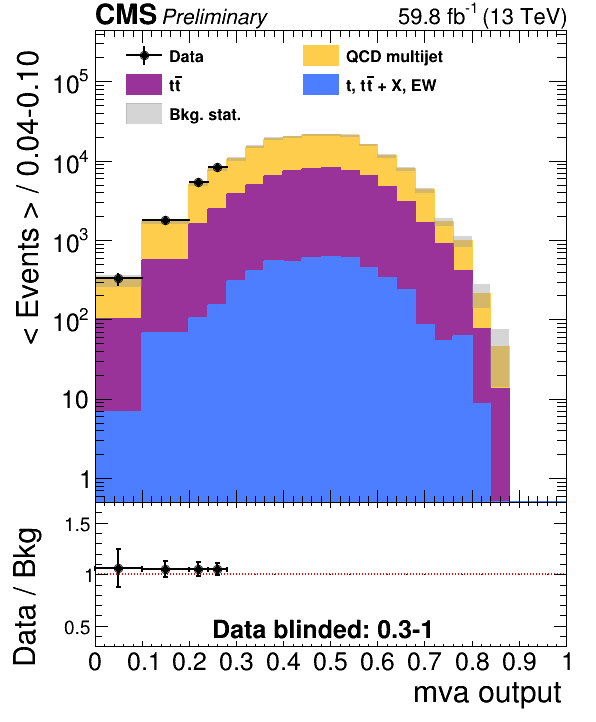 CMS Preliminary 59.8 fb⁻¹ (13 TeV)
Data QCD multijet
tt̅ t, tt̅ + X, EW
Bkg. stat.
< Events > / 0.04-0.10
10⁵
10⁴
10³
10²
10
1
Data / Bkg
1.5
1
0.5
Data blinded: 0.3-1
0 0.1 0.2 0.3 0.4 0.5 0.6 0.7 0.8 0.9 1
mva output